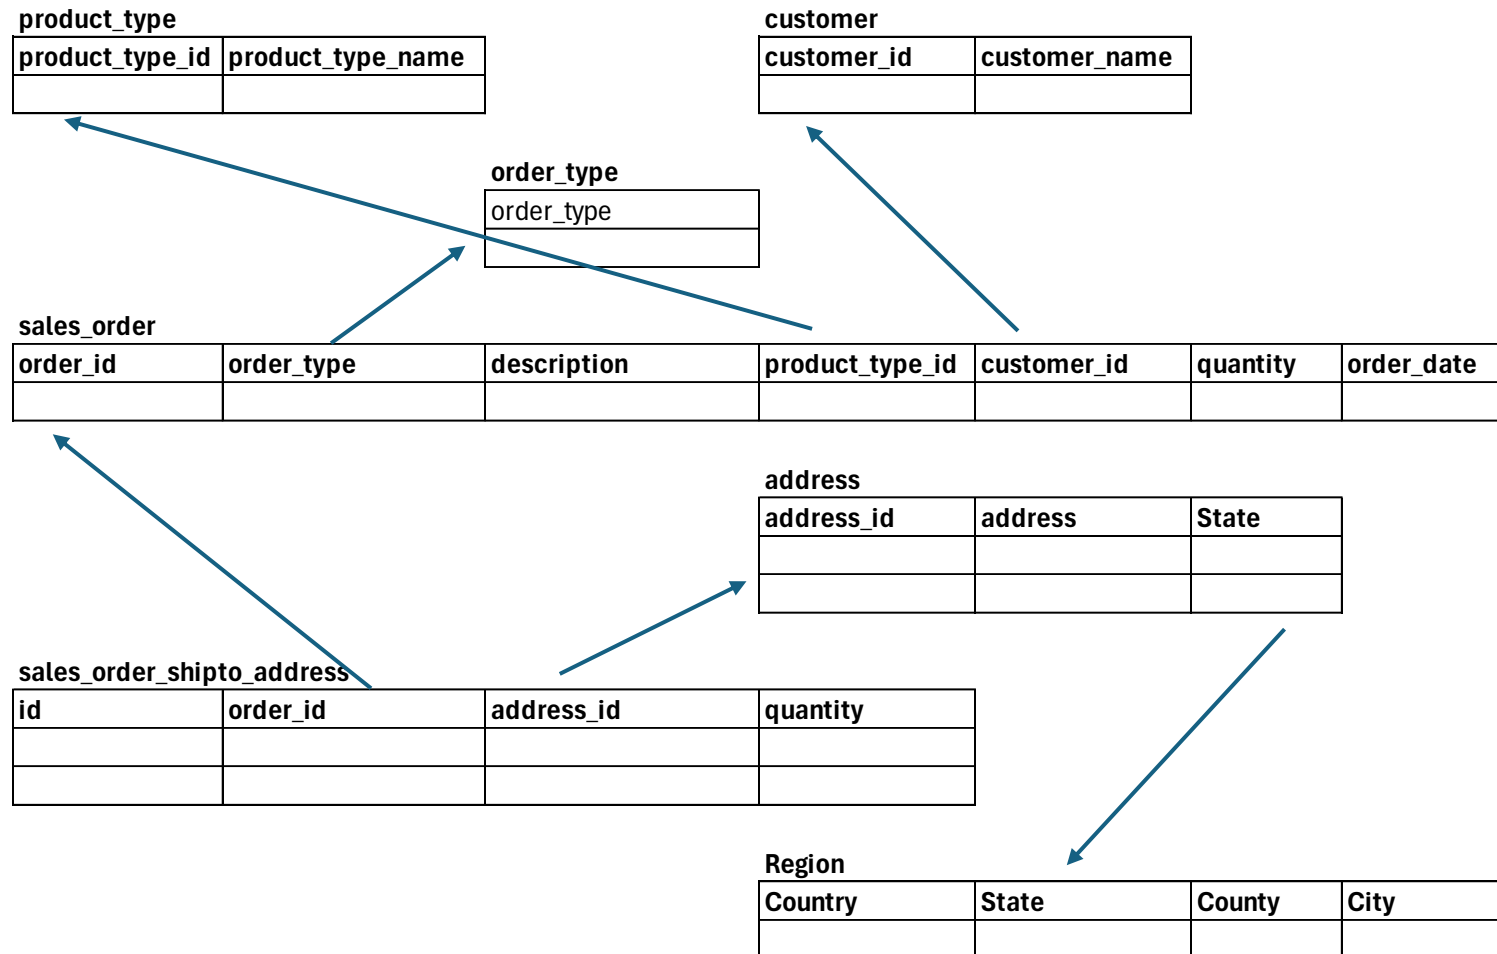 product_type
product_type_id product_type_name
customer
customer_id customer_name
order_type
order_type
sales_order
order_id order_type description product_type_id customer_id quantity order_date
address
address_id address State
sales_order_shipto_address
id order_id address_id quantity
Region
Country State County City